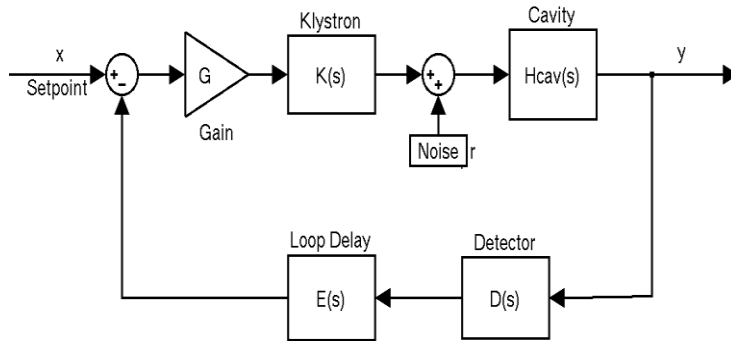 Klystron
Cavity
x
Setpoint
+
−
G
K(s)
+
+
Hcav(s)
y
Gain
Noise r
Loop Delay
Detector
E(s)
D(s)